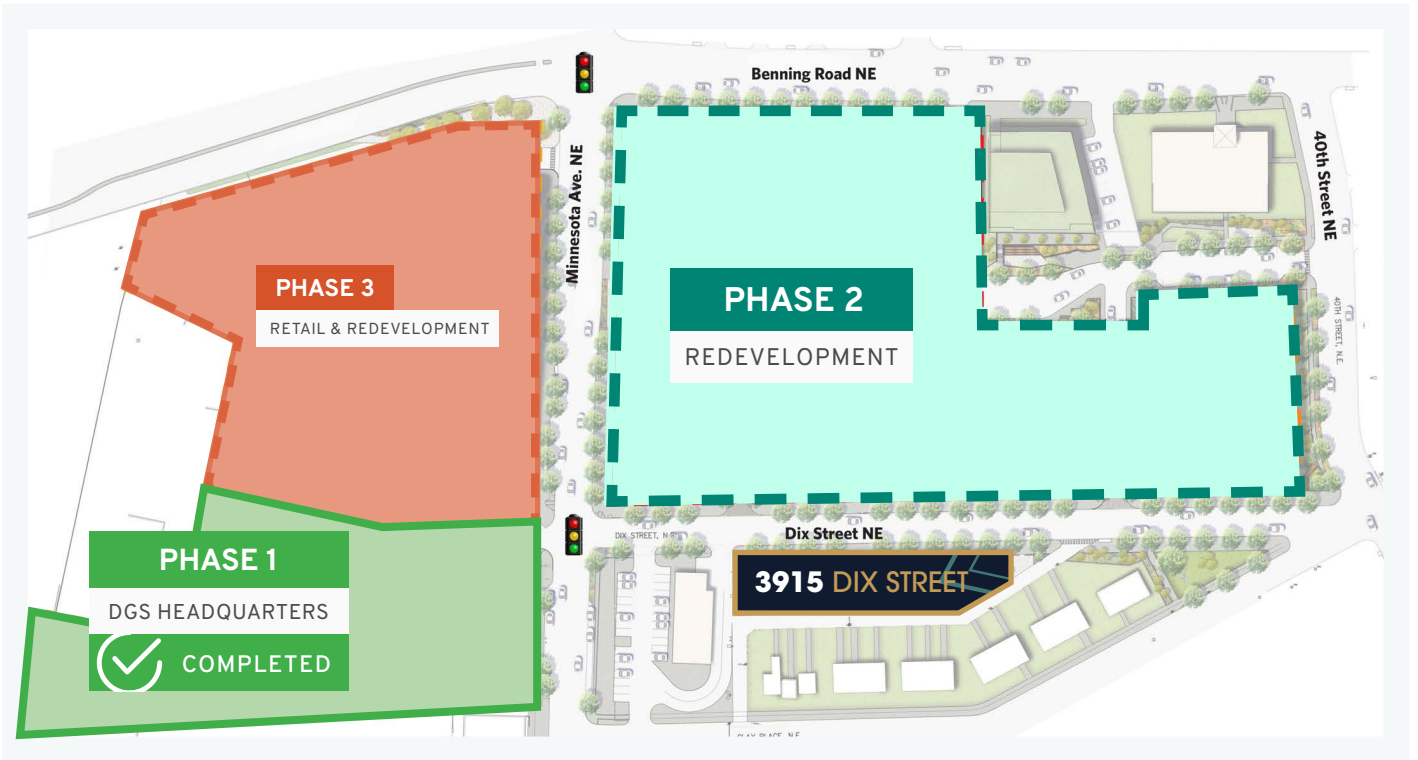 Benning Road NE
Minnesota Ave. NE
40th Street NE
PHASE 3
RETAIL & REDEVELOPMENT
PHASE 2
REDEVELOPMENT
40TH STREET, N.E.
PHASE 1
DGS HEADQUARTERS
COMPLETED
DIX STREET, N.E.
Dix Street NE
3915 DIX STREET
CLAY PLACE, N.E.